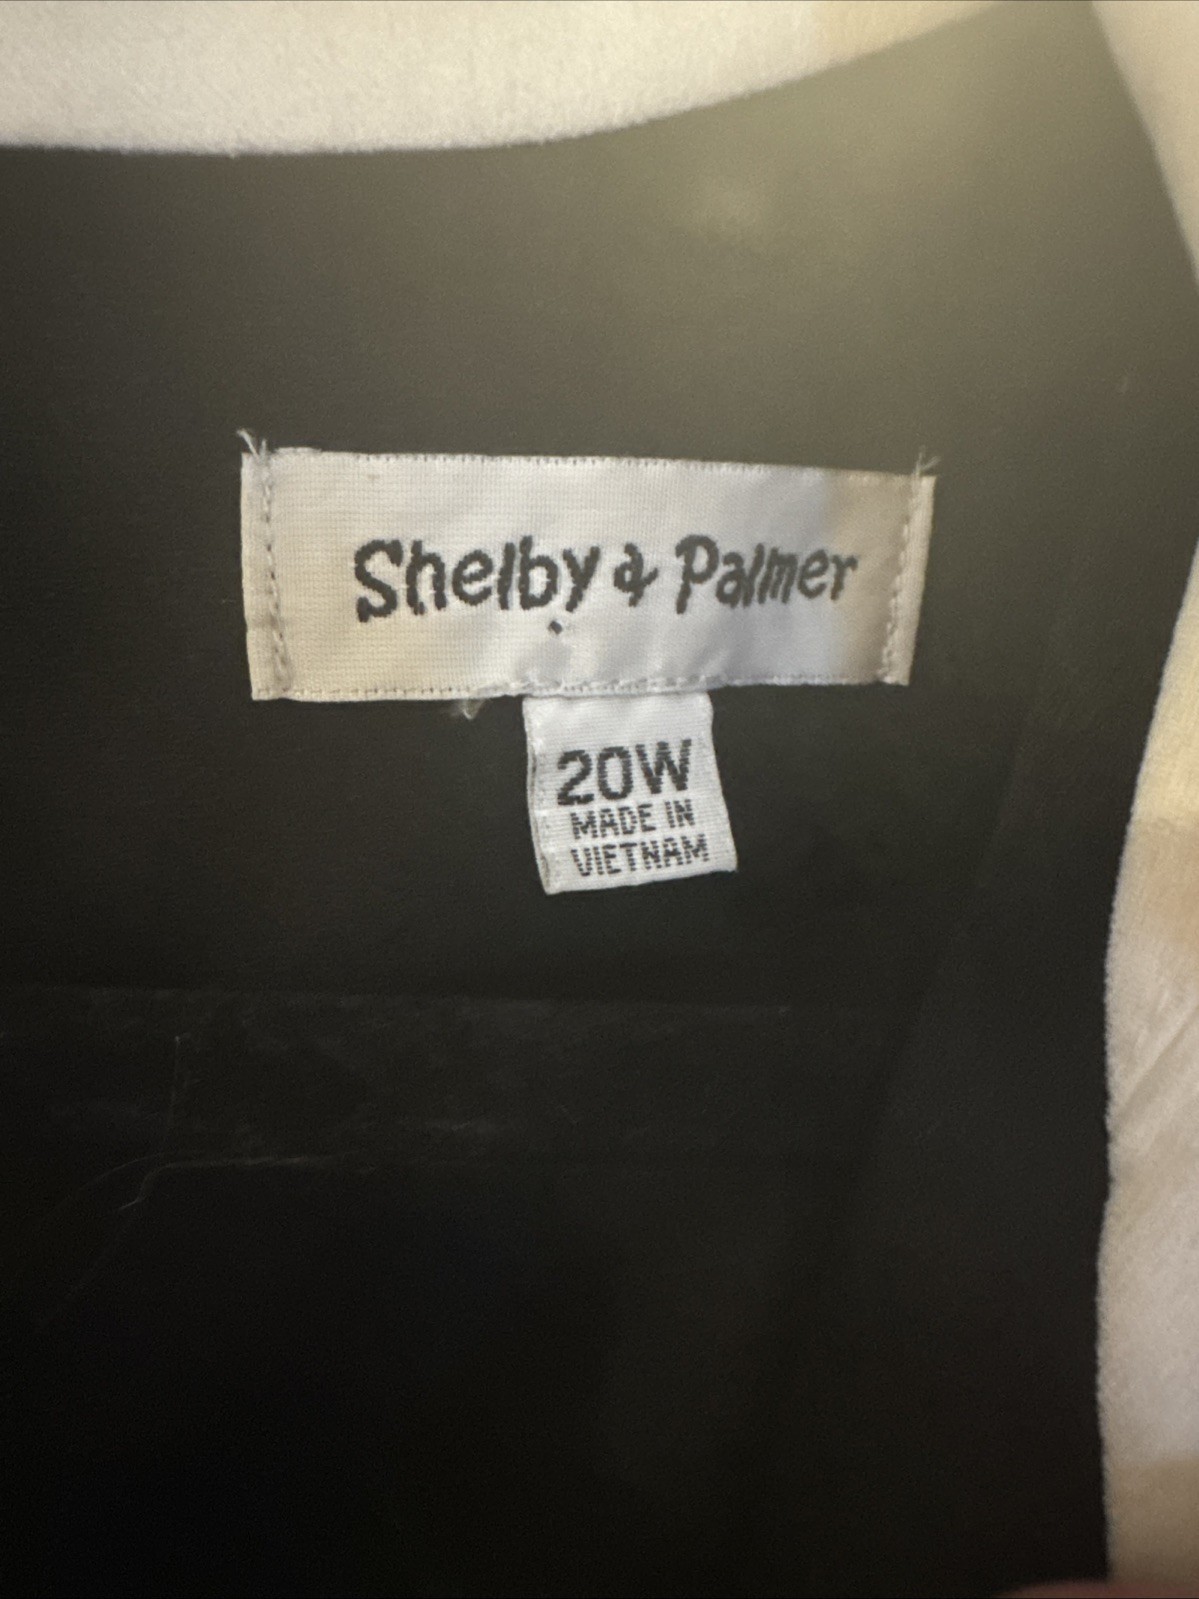 Shelby & Palmer
20W
MADE IN
VIETNAM